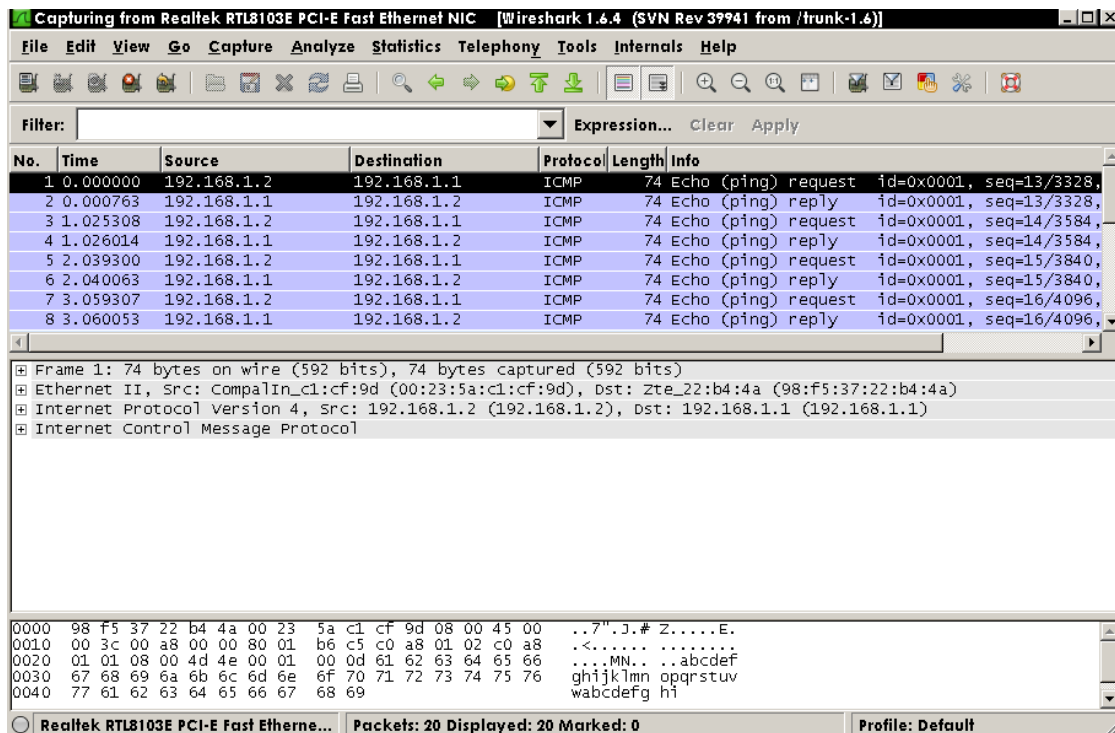 Capturing from Realtek RTL8103E PCI-E Fast Ethernet NIC [Wireshark 1.6.4 (SVN Rev 39941 from /trunk-1.6)]
File Edit View Go Capture Analyze Statistics Telephony Tools Internals Help
Filter: Expression... Clear Apply
No. Time Source Destination Protocol Length Info
1 0.000000 192.168.1.2 192.168.1.1 ICMP 74 Echo (ping) request id=0x0001, seq=13/3328,
2 0.000763 192.168.1.1 192.168.1.2 ICMP 74 Echo (ping) reply id=0x0001, seq=13/3328,
3 1.025308 192.168.1.2 192.168.1.1 ICMP 74 Echo (ping) request id=0x0001, seq=14/3584,
4 1.026014 192.168.1.1 192.168.1.2 ICMP 74 Echo (ping) reply id=0x0001, seq=14/3584,
5 2.039300 192.168.1.2 192.168.1.1 ICMP 74 Echo (ping) request id=0x0001, seq=15/3840,
6 2.040063 192.168.1.1 192.168.1.2 ICMP 74 Echo (ping) reply id=0x0001, seq=15/3840,
7 3.059307 192.168.1.2 192.168.1.1 ICMP 74 Echo (ping) request id=0x0001, seq=16/4096,
8 3.060053 192.168.1.1 192.168.1.2 ICMP 74 Echo (ping) reply id=0x0001, seq=16/4096,
Frame 1: 74 bytes on wire (592 bits), 74 bytes captured (592 bits)
Ethernet II, Src: CompalIn_c1:cf:9d (00:23:5a:c1:cf:9d), Dst: Zte_22:b4:4a (98:f5:37:22:b4:4a)
Internet Protocol Version 4, Src: 192.168.1.2 (192.168.1.2), Dst: 192.168.1.1 (192.168.1.1)
Internet Control Message Protocol
0000 98 f5 37 22 b4 4a 00 23 5a c1 cf 9d 08 00 45 00 ..7".J.# Z.....E.
0010 00 3c 00 a8 00 00 80 01 b6 c5 c0 a8 01 02 c0 a8 .<...... ........
0020 01 01 08 00 4d 4e 00 01 00 0d 61 62 63 64 65 66 ....MN.. ..abcdef
0030 67 68 69 6a 6b 6c 6d 6e 6f 70 71 72 73 74 75 76 ghijklmn opqrstuv
0040 77 61 62 63 64 65 66 67 68 69 wabcdefg hi
Realtek RTL8103E PCI-E Fast Etherne... Packets: 20 Displayed: 20 Marked: 0 Profile: Default